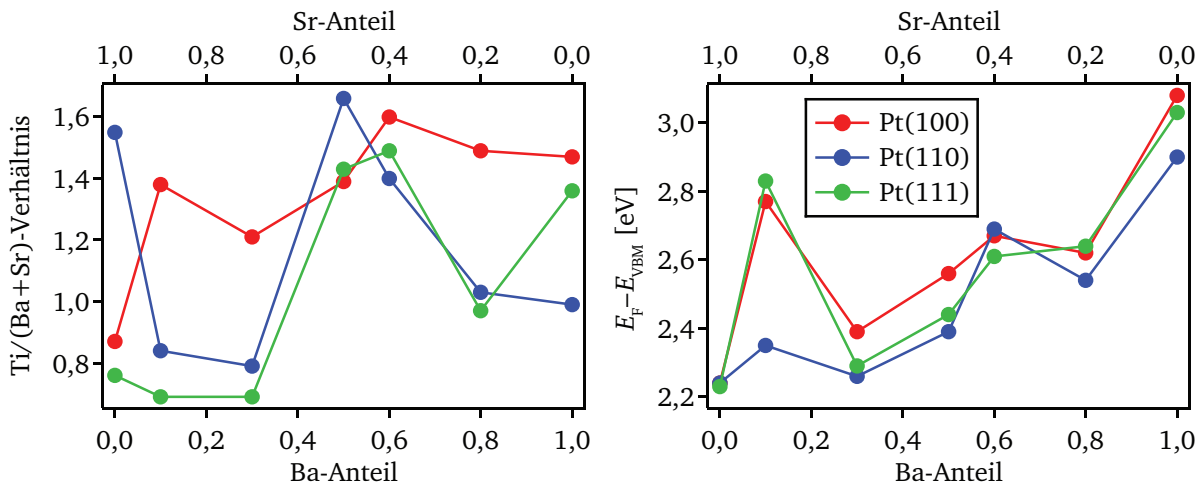 Sr-Anteil
1,0 0,8 0,6 0,4 0,2 0,0
Ti/(Ba+Sr)-Verhältnis
1,6
1,4
1,2
1,0
0,8
0,0 0,2 0,4 0,6 0,8 1,0
Ba-Anteil
Sr-Anteil
1,0 0,8 0,6 0,4 0,2 0,0
E_F−E_VBM [eV]
3,0
2,8
2,6
2,4
2,2
Pt(100)
Pt(110)
Pt(111)
0,0 0,2 0,4 0,6 0,8 1,0
Ba-Anteil